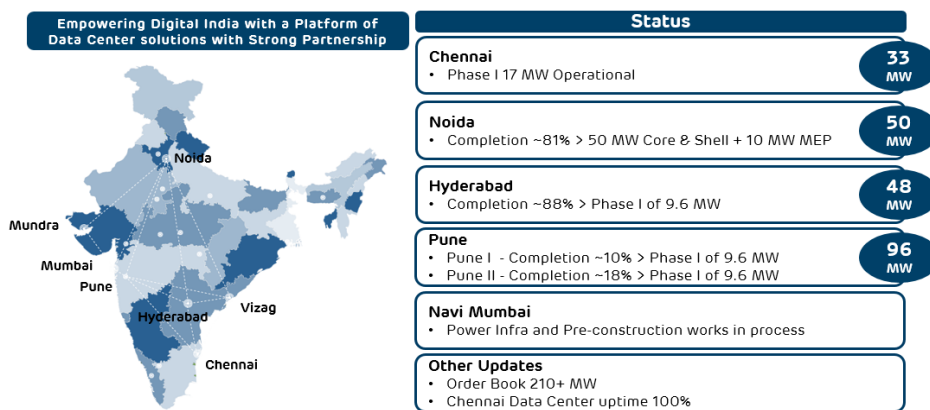 Empowering Digital India with a Platform of
Data Center solutions with Strong Partnership
Noida
Mundra
Mumbai
Pune
Hyderabad
Vizag
Chennai
Status
Chennai
• Phase I 17 MW Operational
33
MW
Noida
• Completion ~81% > 50 MW Core & Shell + 10 MW MEP
50
MW
Hyderabad
• Completion ~88% > Phase I of 9.6 MW
48
MW
Pune
• Pune I - Completion ~10% > Phase I of 9.6 MW
• Pune II - Completion ~18% > Phase I of 9.6 MW
96
MW
Navi Mumbai
• Power Infra and Pre-construction works in process
Other Updates
• Order Book 210+ MW
• Chennai Data Center uptime 100%